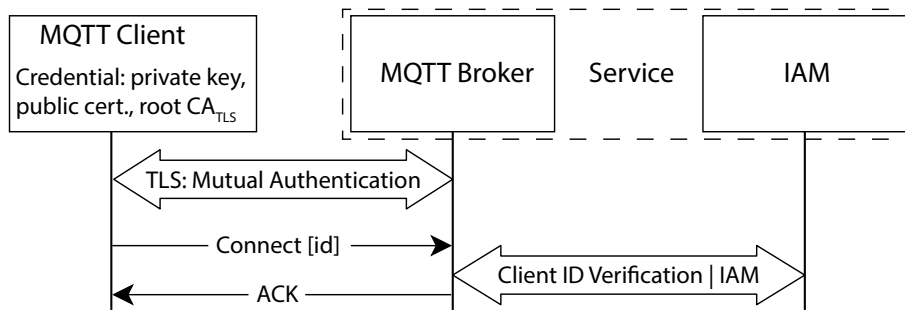 MQTT Client
Credential: private key,
public cert., root CA_TLS
MQTT Broker
Service
IAM
TLS: Mutual Authentication
Connect [id]
Client ID Verification | IAM
ACK